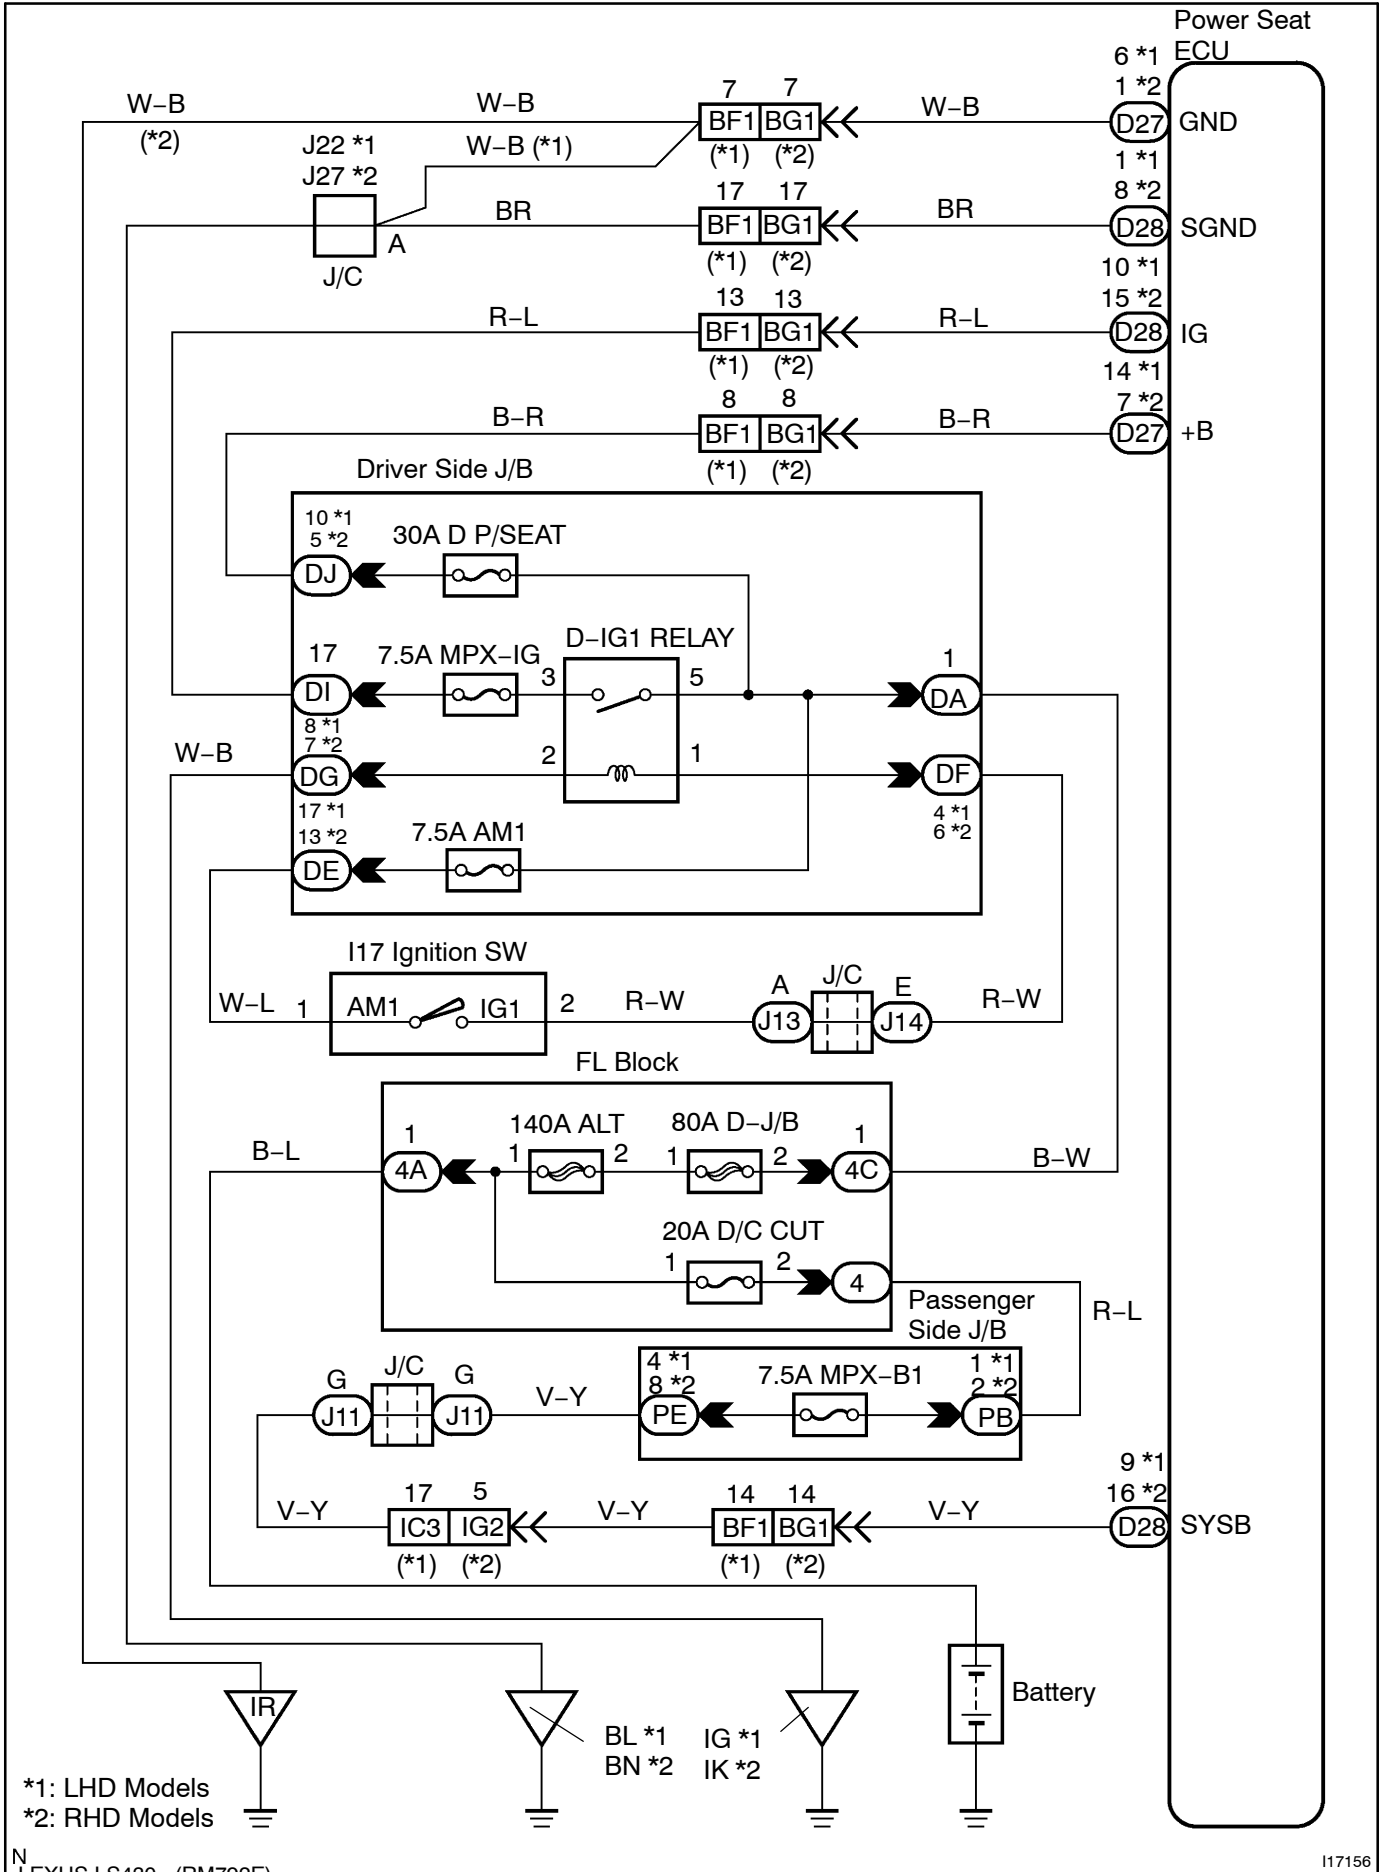 Power Seat
ECU
6 *1
1 *2
W–B
W–B
7
7
BF1
BG1
W–B
D27
GND
(*2)
J22 *1
J27 *2
W–B (*1)
(*1)
(*2)
1 *1
8 *2
17
17
BR
BF1
BG1
BR
D28
SGND
A
J/C
(*1)
(*2)
10 *1
15 *2
13
13
R–L
BF1
BG1
R–L
D28
IG
(*1)
(*2)
14 *1
7 *2
8
8
B–R
BF1
BG1
B–R
D27
+B
Driver Side J/B
(*1)
(*2)
10 *1
5 *2
30A D P/SEAT
DJ
D–IG1 RELAY
17
7.5A MPX–IG
3
5
1
DI
DA
8 *1
7 *2
W–B
2
1
DG
DF
17 *1
13 *2
4 *1
6 *2
7.5A AM1
DE
I17 Ignition SW
W–L
1
AM1
IG1
2
R–W
A
J/C
E
J13
J14
R–W
FL Block
B–L
1
140A ALT
80A D–J/B
1
4A
1
2
1
2
4C
B–W
20A D/C CUT
1
2
4
R–L
Passenger
Side J/B
4 *1
8 *2
7.5A MPX–B1
1 *1
2 *2
PE
PB
G
J/C
G
J11
J11
V–Y
9 *1
16 *2
V–Y
17
5
IC3
IG2
V–Y
14
14
BF1
BG1
V–Y
D28
SYSB
(*1)
(*2)
(*1)
(*2)
IR
BL *1
BN *2
IG *1
IK *2
Battery
*1: LHD Models
*2: RHD Models
N
I17156